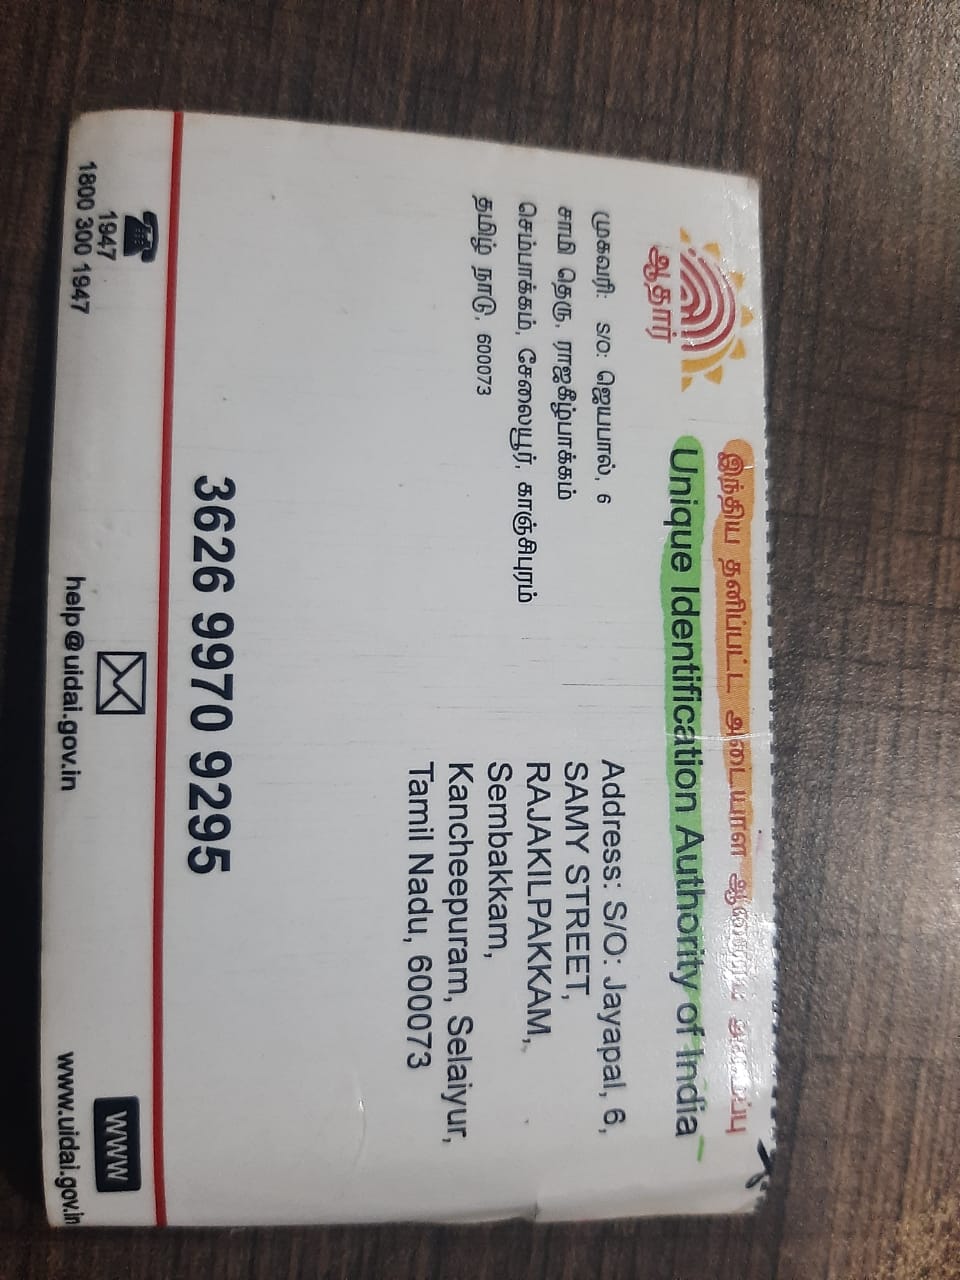 இந்திய தனிப்பட்ட அடையாள ஆணைய அமைப்பு
Unique Identification Authority of India
ஆதார்
முகவரி: S/O: ஜெயபால், 6
சாமி தெரு, ராஜகீழ்பாக்கம்
செம்பாக்கம், சேலையூர், காஞ்சிபுரம்
தமிழ் நாடு, 600073
Address: S/O: Jayapal, 6,
SAMY STREET,
RAJAKILPAKKAM,
Sembakkam,
Kancheepuram, Selaiyur,
Tamil Nadu, 600073
3626 9970 9295
1947
1800 300 1947
help@uidai.gov.in
WWW
www.uidai.gov.in